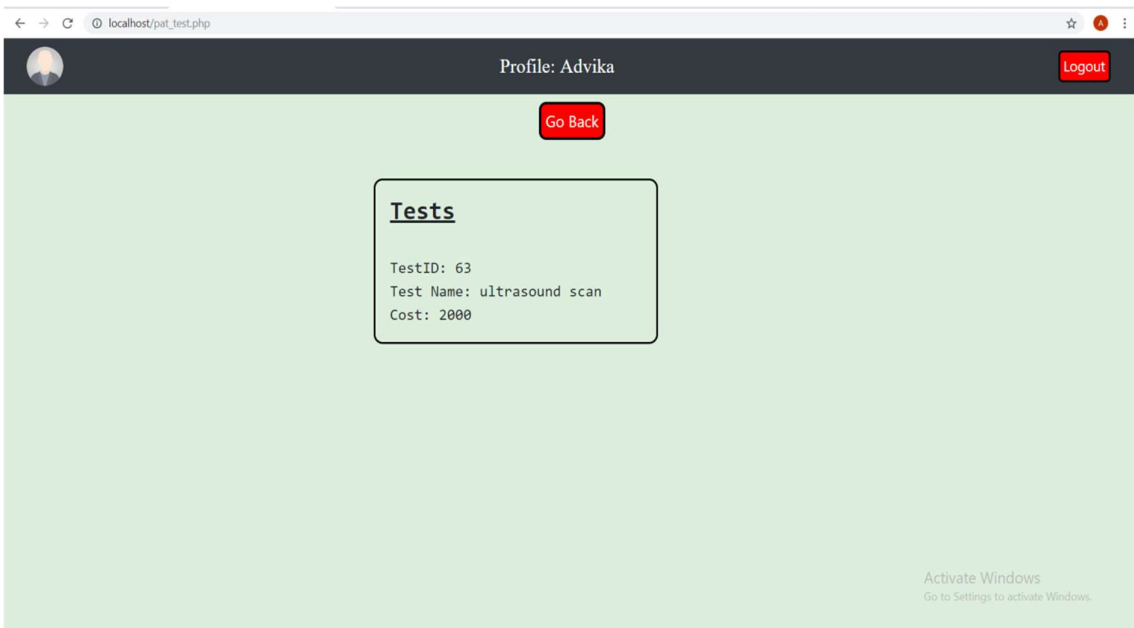 localhost/pat_test.php
A
Profile: Advika
Logout
Go Back
Tests
TestID: 63
Test Name: ultrasound scan
Cost: 2000
Activate Windows
Go to Settings to activate Windows.